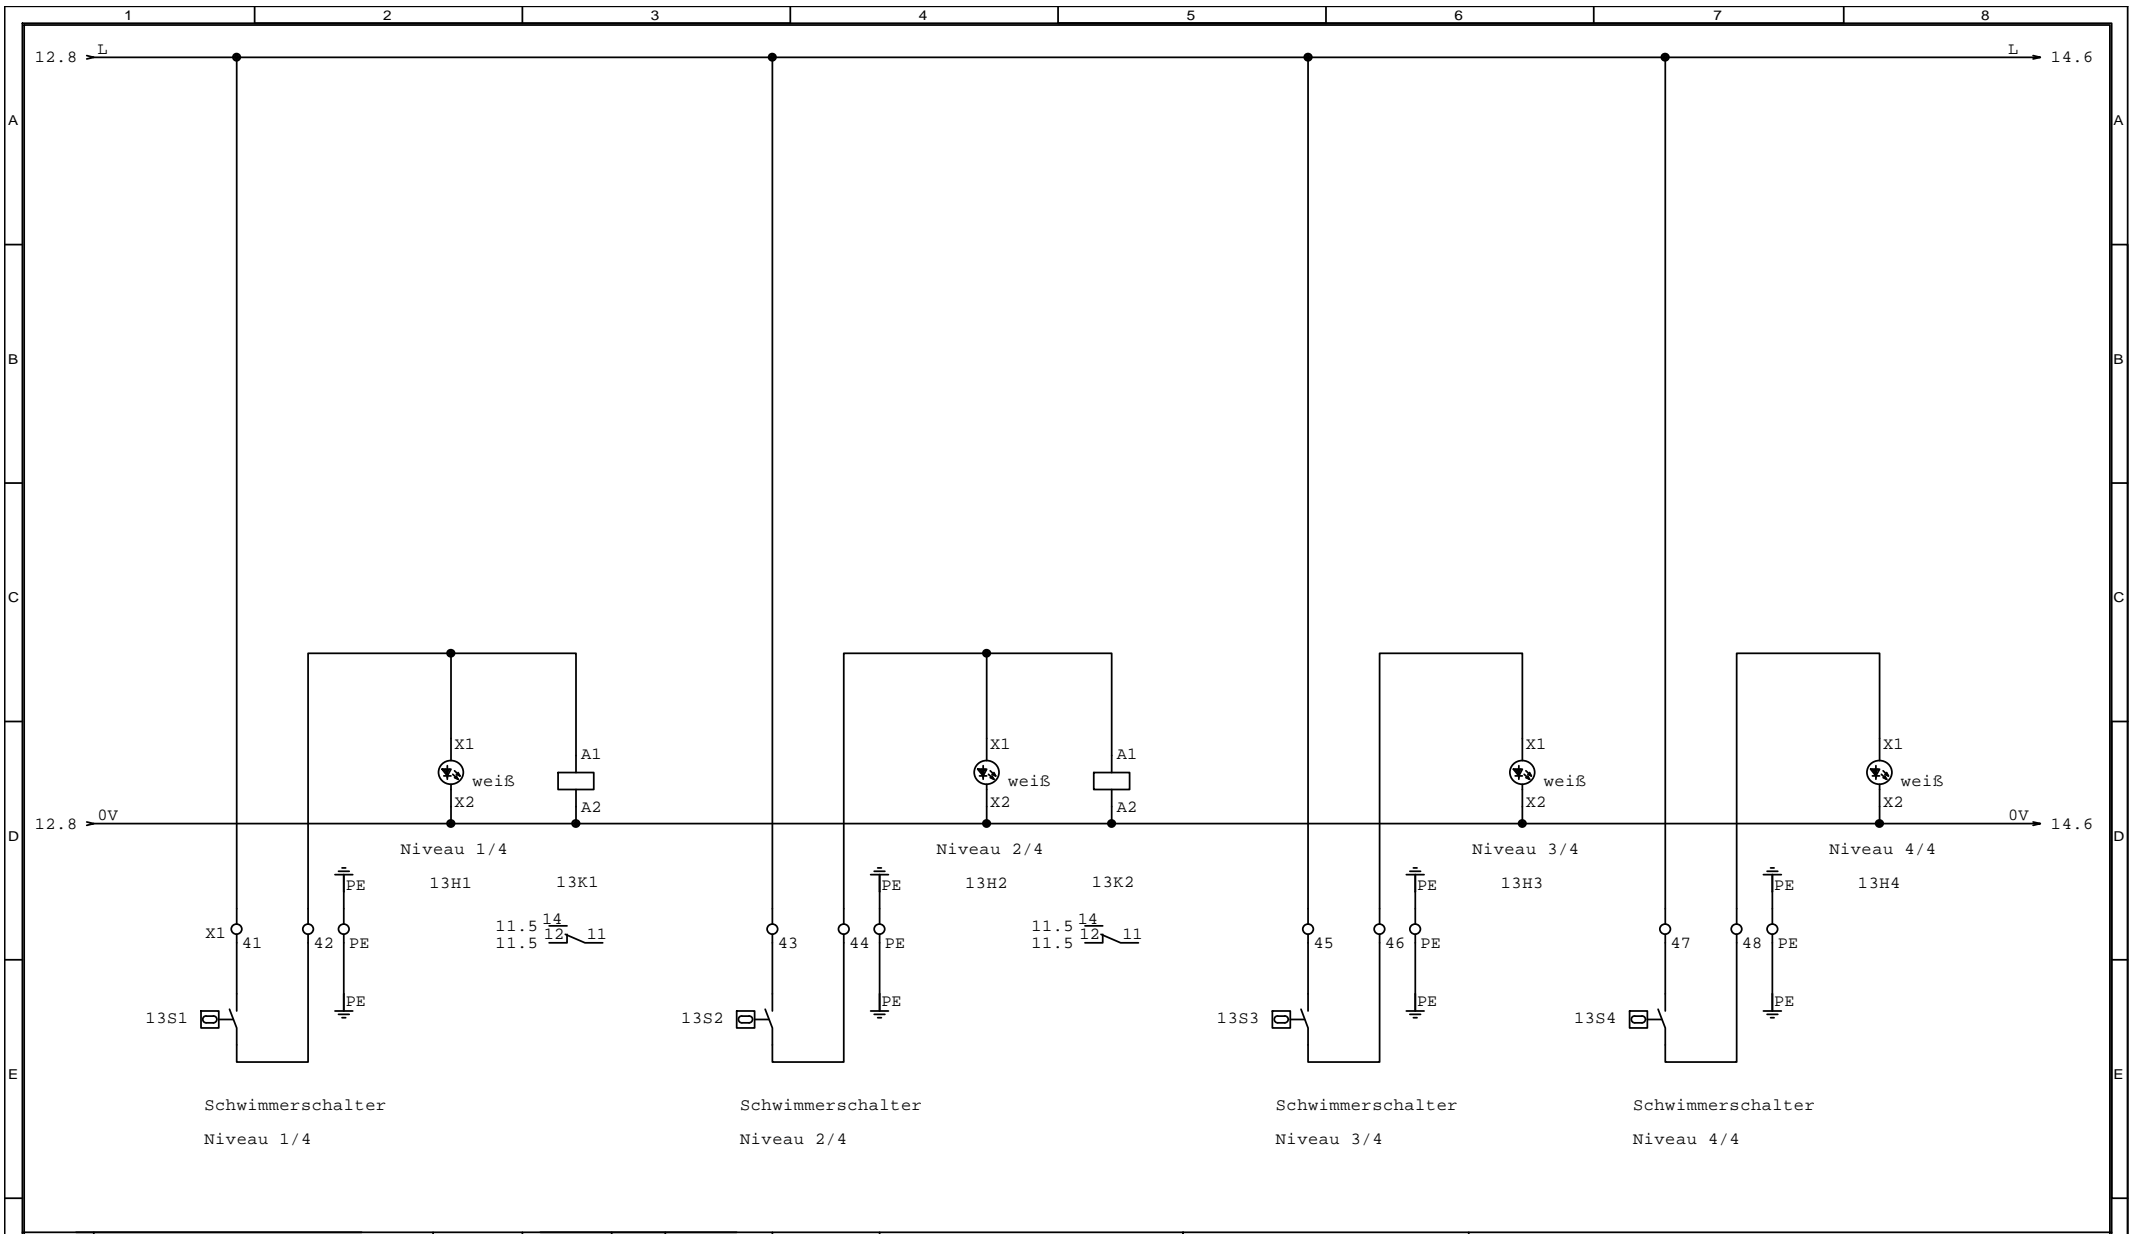 1 2 3 4 5 6 7 8
12.8 L L 14.6
A A
B B
C C
X1 A1 X1 A1 X1 X1
weiß weiß weiß weiß
X2 A2 X2 A2 X2 X2
12.8 0V 0V 14.6
D D
Niveau 1/4 Niveau 2/4 Niveau 3/4 Niveau 4/4
PE 13H1 13K1 PE 13H2 13K2 PE 13H3 PE 13H4
11.5 14 11.5 14
X1 41 42 PE 11.5 12 11 43 44 PE 11.5 12 11 45 46 PE 47 48 PE
PE PE PE PE
13S1 13S2 13S3 13S4
E E
Schwimmerschalter Schwimmerschalter Schwimmerschalter Schwimmerschalter
Niveau 1/4 Niveau 2/4 Niveau 3/4 Niveau 4/4